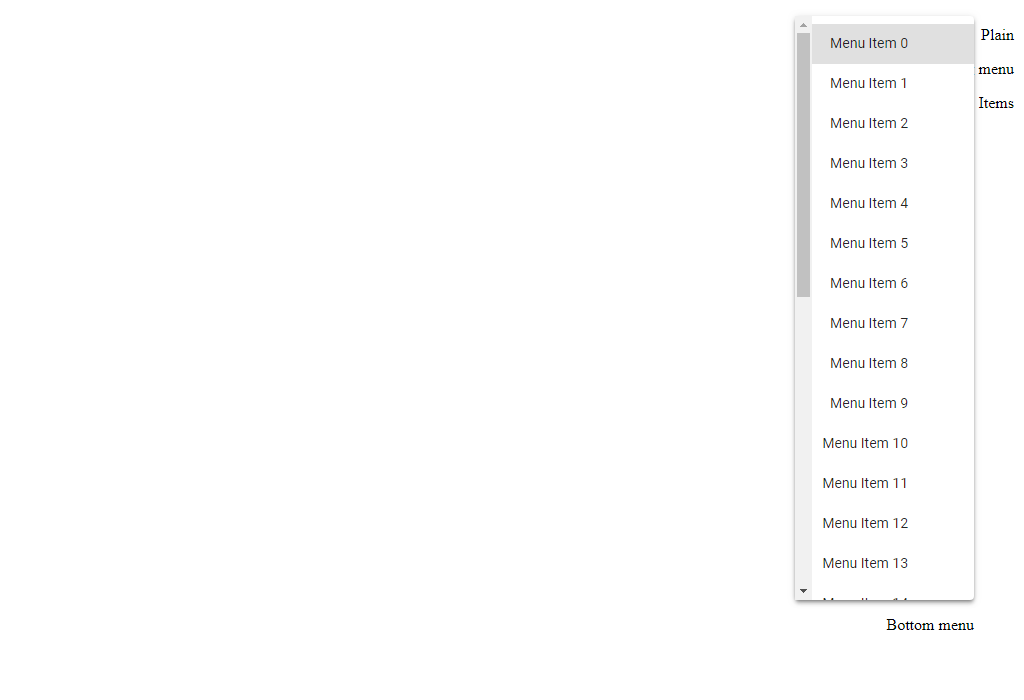 Plain
menu
Items
Menu Item 0
Menu Item 1
Menu Item 2
Menu Item 3
Menu Item 4
Menu Item 5
Menu Item 6
Menu Item 7
Menu Item 8
Menu Item 9
Menu Item 10
Menu Item 11
Menu Item 12
Menu Item 13
Bottom menu